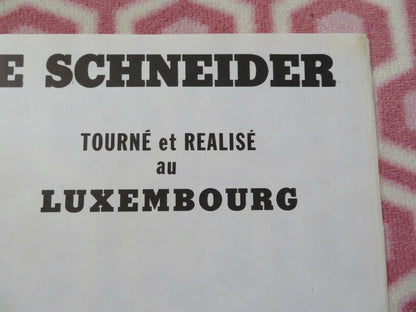 E SCHNEIDER
TOURNÉ et REALISÉ
au
LUXEMBOURG